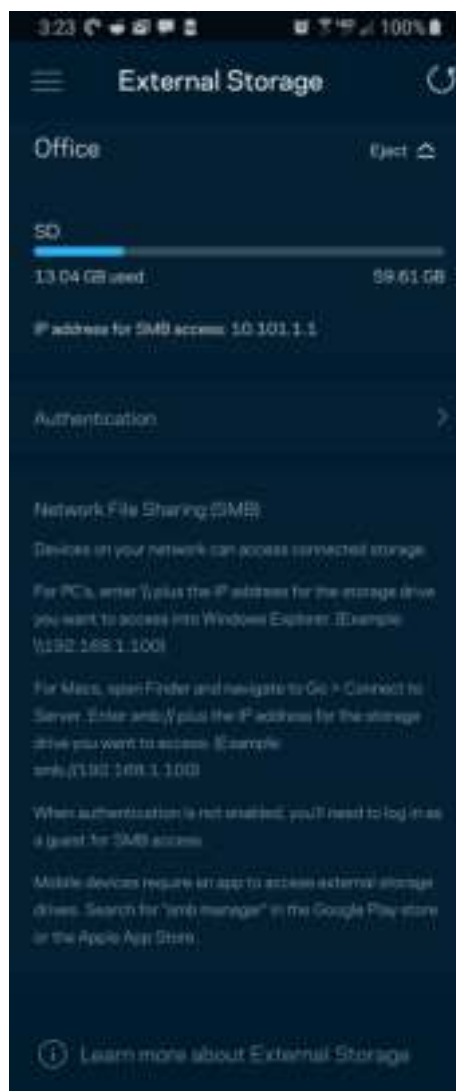 3:23
100%
External Storage
Office
Eject
SD
13.04 GB used
59.61 GB
IP address for SMB access: 10.101.1.1
Authentication
Network File Sharing (SMB)
Devices on your network can access connected storage.
For PC's, enter \\ plus the IP address for the storage drive
you want to access into Windows Explorer. (Example:
\\192.168.1.100)
For Macs, open Finder and navigate to Go > Connect to
Server. Enter smb:// plus the IP address for the storage
drive you want to access. (Example:
smb://192.168.1.100)
When authentication is not enabled, you'll need to log in as
a guest for SMB access.
Mobile devices require an app to access external storage
drives. Search for "smb manager" in the Google Play store
or the Apple App Store.
Learn more about External Storage